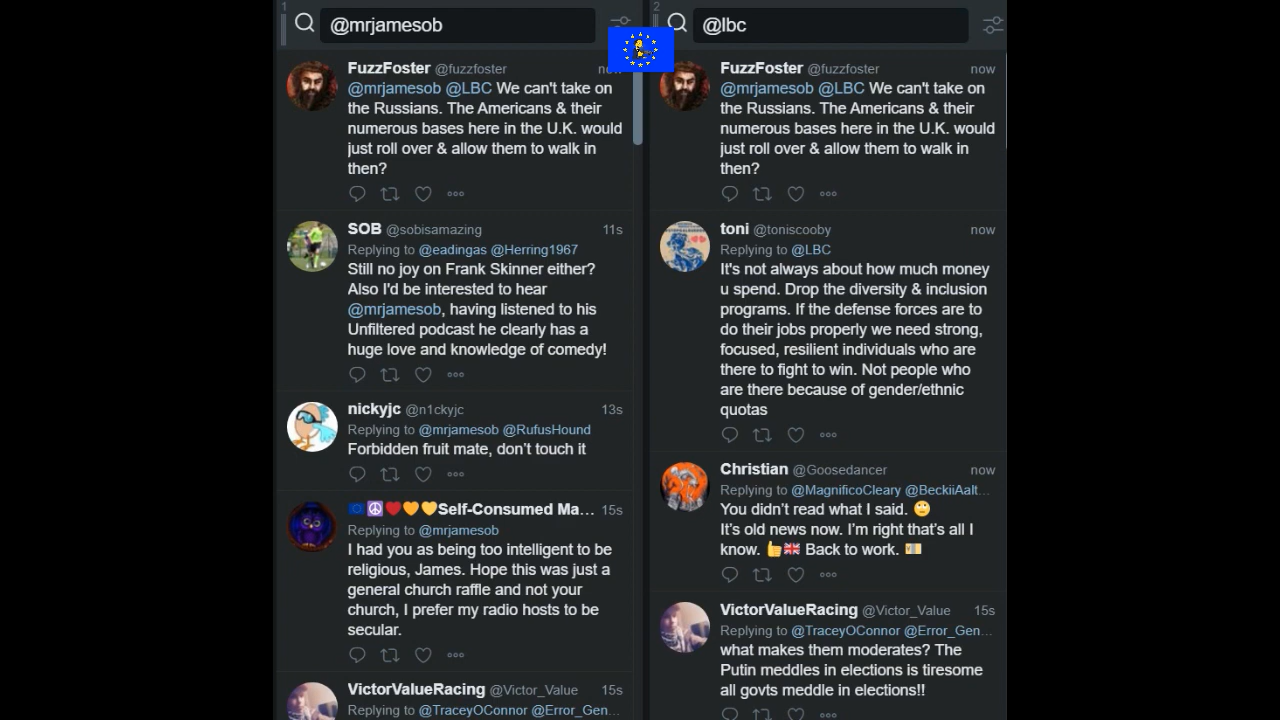 1
@mrjamesob
FuzzFoster @fuzzfoster
@mrjamesob @LBC We can't take on
the Russians. The Americans & their
numerous bases here in the U.K. would
just roll over & allow them to walk in
then?
SOB @sobisamazing 11s
Replying to @eadingas @Herring1967
Still no joy on Frank Skinner either?
Also I'd be interested to hear
@mrjamesob, having listened to his
Unfiltered podcast he clearly has a
huge love and knowledge of comedy!
nickyjc @n1ckyjc 13s
Replying to @mrjamesob @RufusHound
Forbidden fruit mate, don't touch it
Self-Consumed Ma... 15s
Replying to @mrjamesob
I had you as being too intelligent to be
religious, James. Hope this was just a
general church raffle and not your
church, I prefer my radio hosts to be
secular.
VictorValueRacing @Victor_Value 15s
Replying to @TraceyOConnor @Error_Gen...
2
@lbc
FuzzFoster @fuzzfoster now
@mrjamesob @LBC We can't take on
the Russians. The Americans & their
numerous bases here in the U.K. would
just roll over & allow them to walk in
then?
toni @toniscooby now
Replying to @LBC
It's not always about how much money
u spend. Drop the diversity & inclusion
programs. If the defense forces are to
do their jobs properly we need strong,
focused, resilient individuals who are
there to fight to win. Not people who
are there because of gender/ethnic
quotas
Christian @Goosedancer now
Replying to @MagnificoCleary @BeckiiAalt...
You didn't read what I said. 🙄
It's old news now. I'm right that's all I
know. 👍🇬🇧 Back to work. 💶
VictorValueRacing @Victor_Value 15s
Replying to @TraceyOConnor @Error_Gen...
what makes them moderates? The
Putin meddles in elections is tiresome
all govts meddle in elections!!